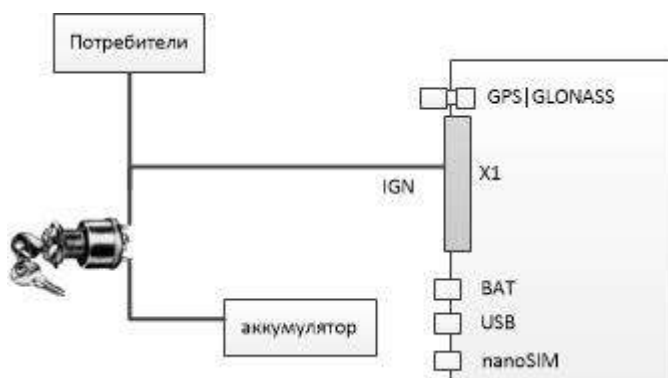 Потребители
GPS|GLONASS
IGN
X1
BAT
USB
аккумулятор
nanoSIM